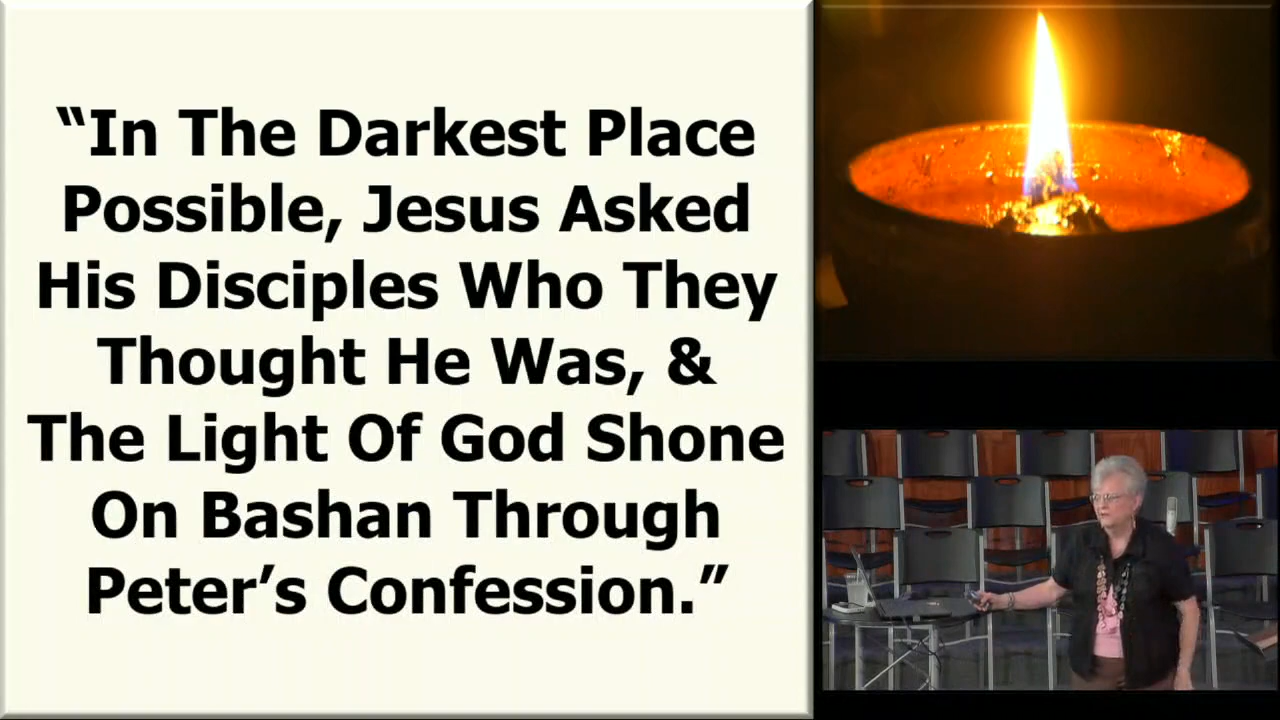 “In The Darkest Place
Possible, Jesus Asked
His Disciples Who They
Thought He Was, &
The Light Of God Shone
On Bashan Through
Peter’s Confession.”